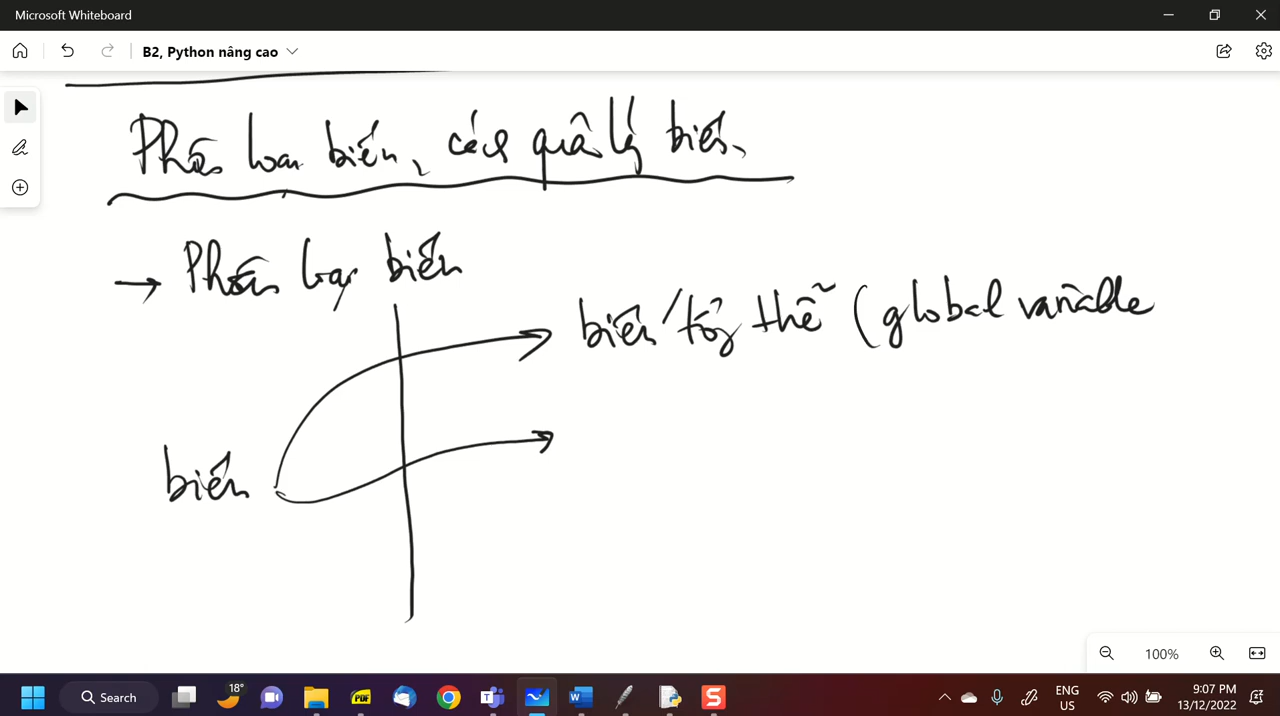 Microsoft Whiteboard
B2, Python nâng cao
Phân loại biến, cách quản lý biến.
→ Phân loại biến
biến tổng thể (global variable
biến
100%
Search
18°
PDF
ENG
US
9:07 PM
13/12/2022